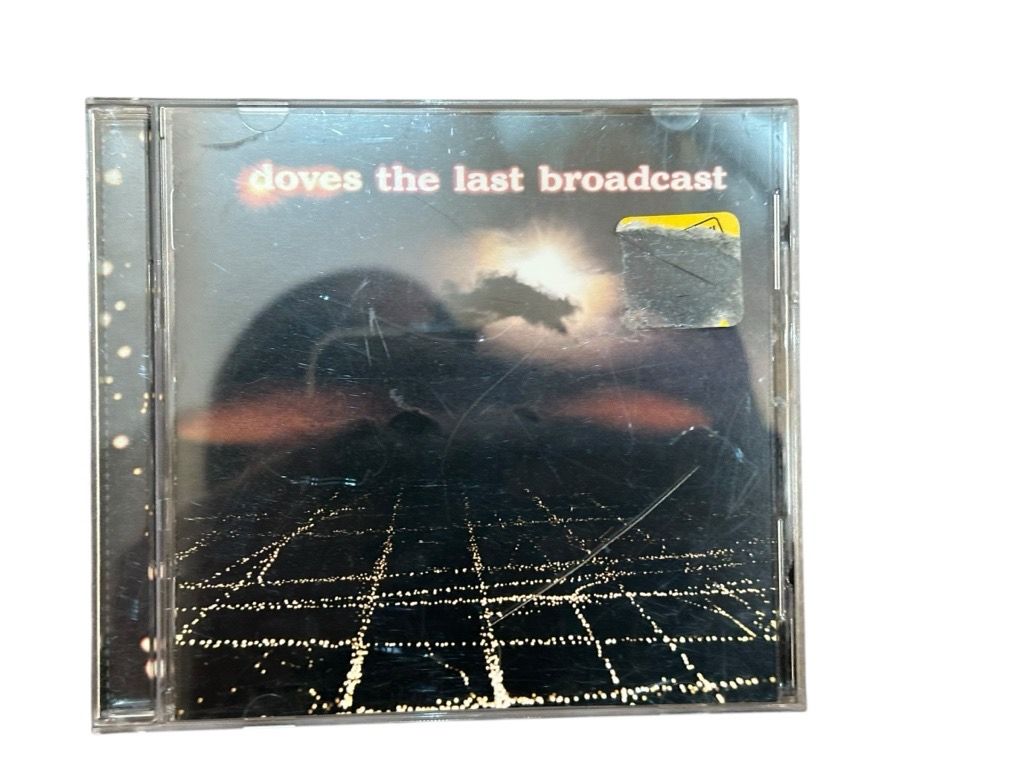 doves the last broadcast